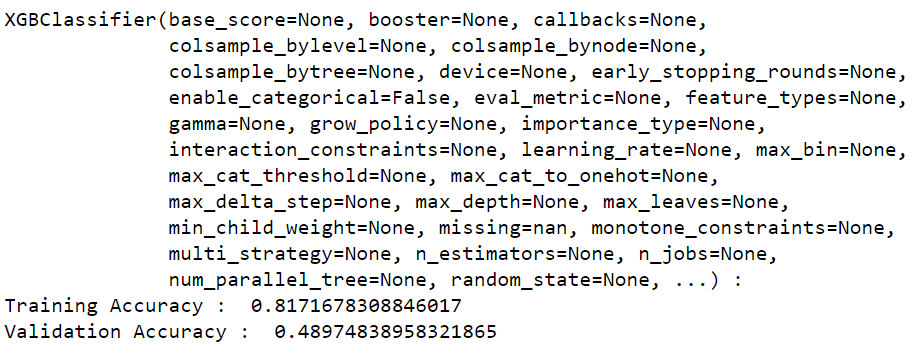 XGBClassifier(base_score=None, booster=None, callbacks=None,
colsample_bylevel=None, colsample_bynode=None,
colsample_bytree=None, device=None, early_stopping_rounds=None,
enable_categorical=False, eval_metric=None, feature_types=None,
gamma=None, grow_policy=None, importance_type=None,
interaction_constraints=None, learning_rate=None, max_bin=None,
max_cat_threshold=None, max_cat_to_onehot=None,
max_delta_step=None, max_depth=None, max_leaves=None,
min_child_weight=None, missing=nan, monotone_constraints=None,
multi_strategy=None, n_estimators=None, n_jobs=None,
num_parallel_tree=None, random_state=None, ...) :
Training Accuracy :  0.8171678308846017
Validation Accuracy :  0.48974838958321865